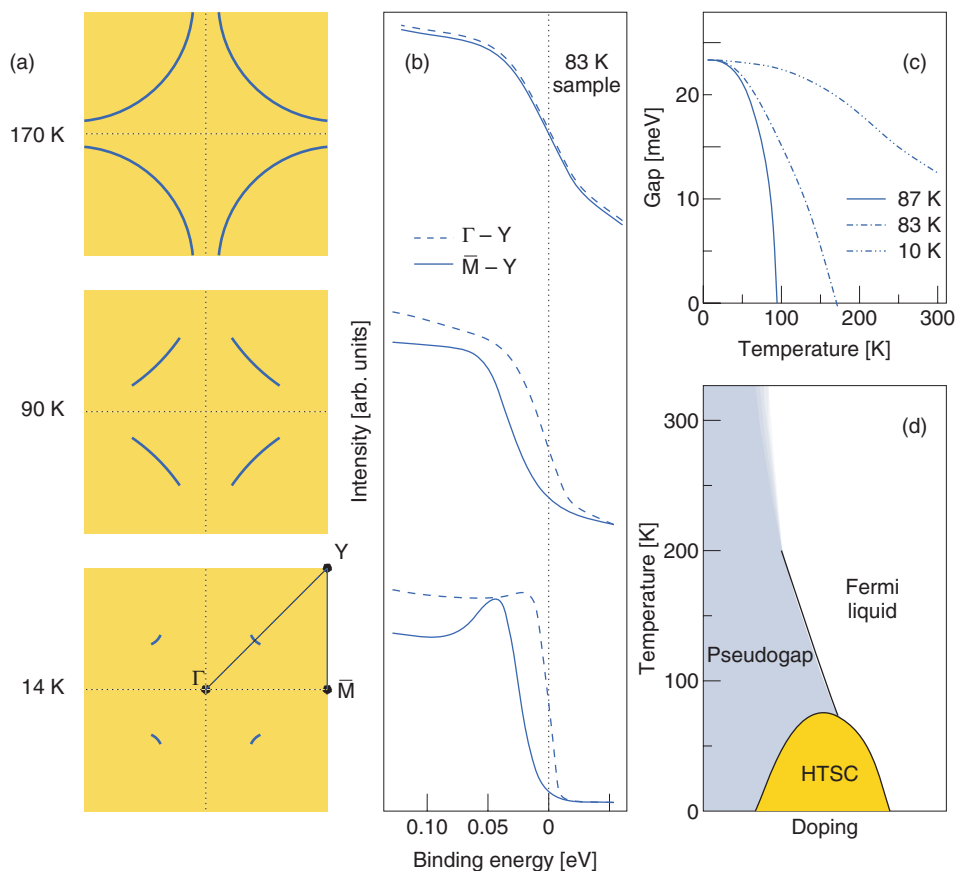 (a)
170 K
90 K
14 K
Γ
Y
M̄
(b)
83 K
sample
Γ – Y
M̄ – Y
Intensity [arb. units]
0.10 0.05 0
Binding energy [eV]
(c)
Gap [meV]
20
10
0
87 K
83 K
10 K
0 100 200 300
Temperature [K]
(d)
Temperature [K]
300
200
100
0
Fermi
liquid
Pseudogap
HTSC
Doping